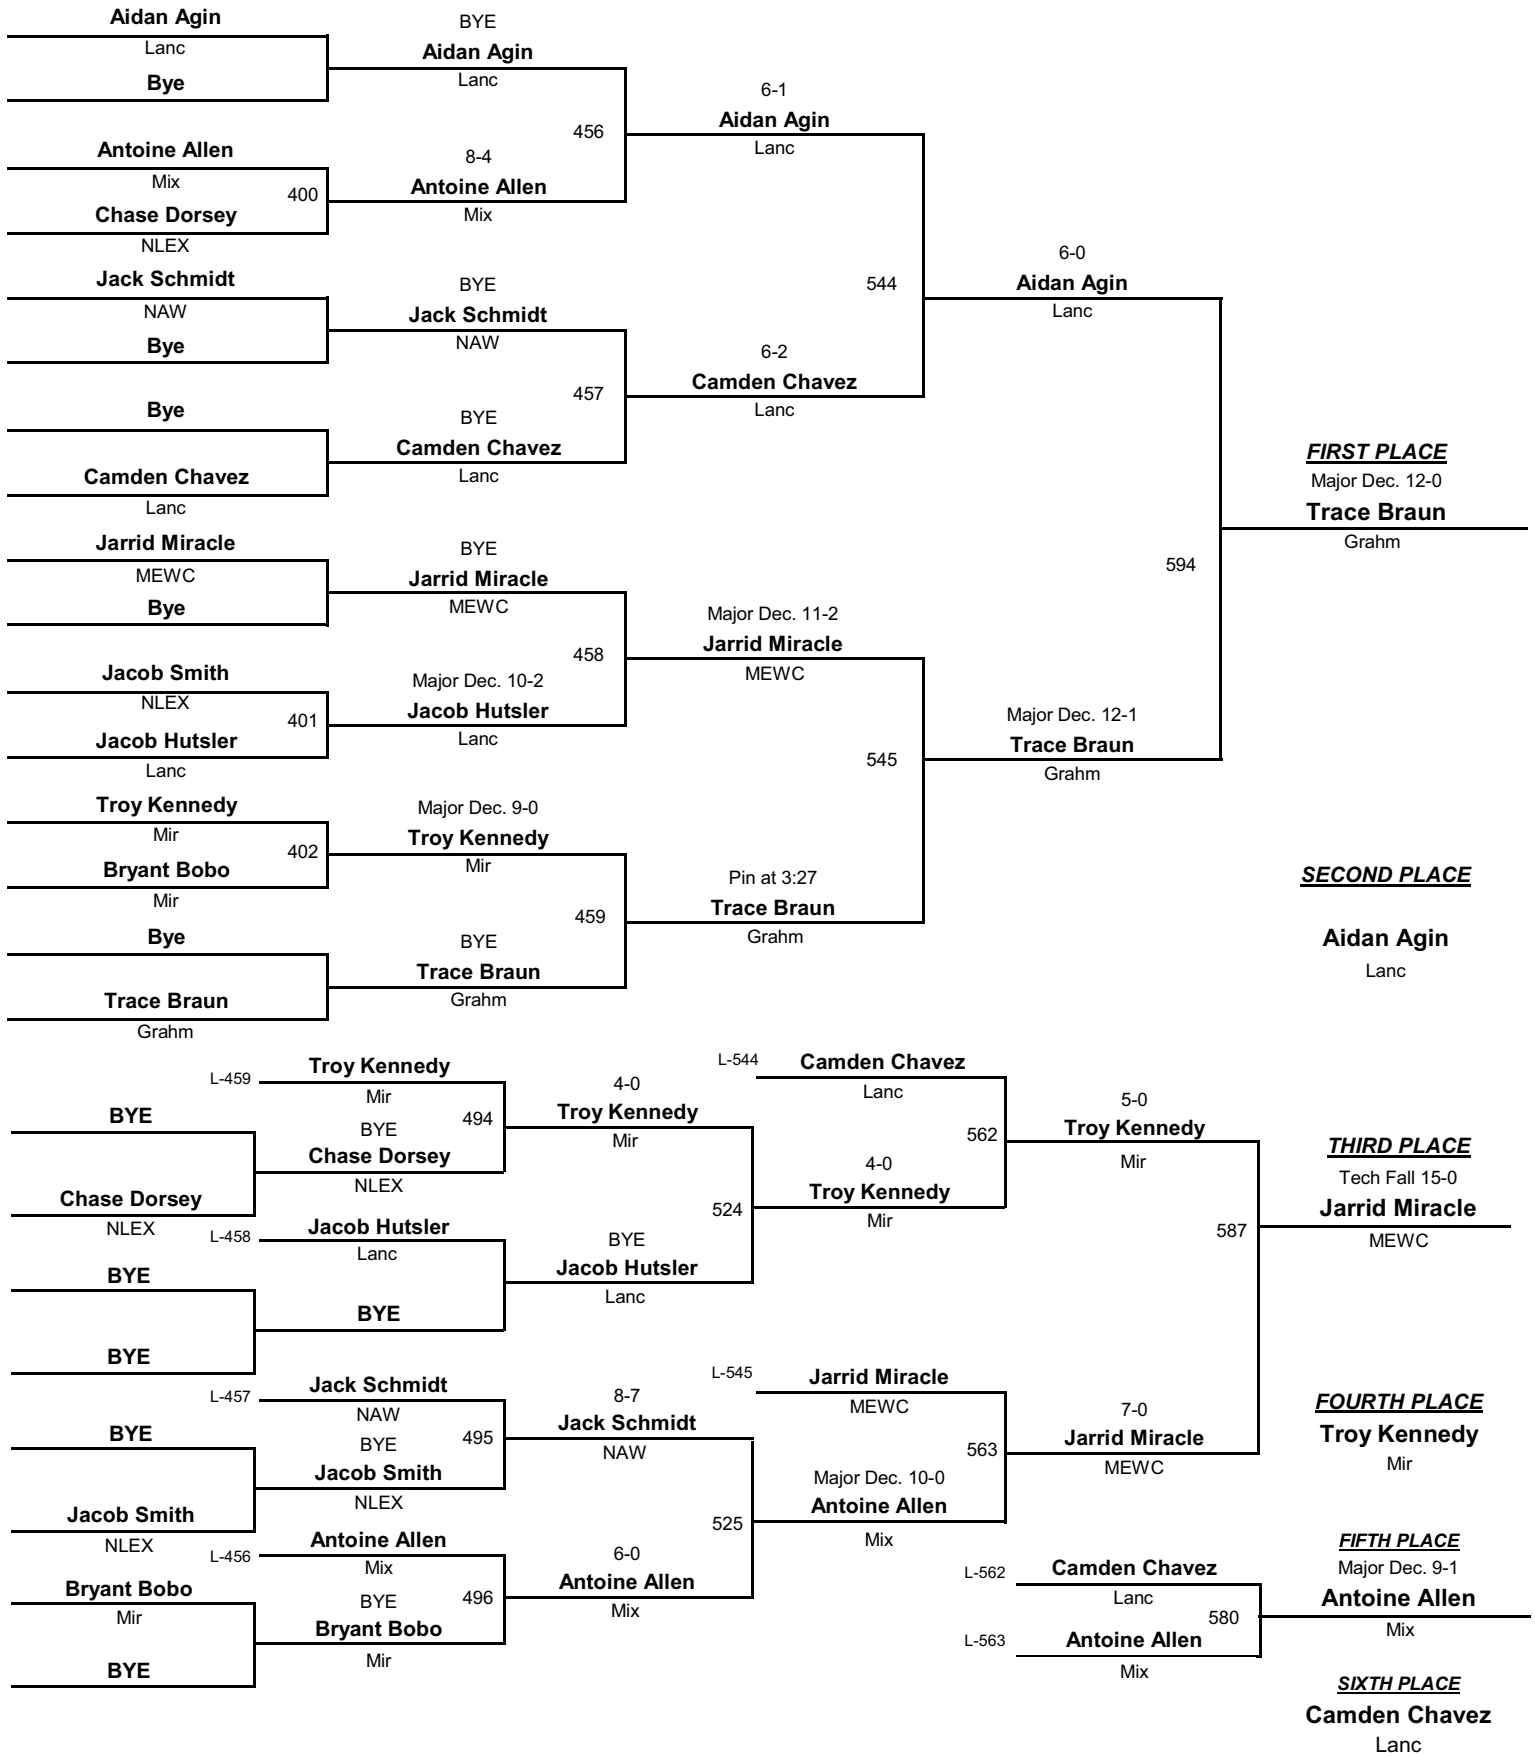 Aidan Agin
Lanc
Bye
Antoine Allen
Mix
400
Chase Dorsey
NLEX
Jack Schmidt
NAW
Bye
Bye
Camden Chavez
Lanc
Jarrid Miracle
MEWC
Bye
Jacob Smith
NLEX
401
Jacob Hutsler
Lanc
Troy Kennedy
Mir
402
Bryant Bobo
Mir
Bye
Trace Braun
Grahm
BYE
Aidan Agin
Lanc
456
8-4
Antoine Allen
Mix
BYE
Jack Schmidt
NAW
457
BYE
Camden Chavez
Lanc
BYE
Jarrid Miracle
MEWC
458
Major Dec. 10-2
Jacob Hutsler
Lanc
Major Dec. 9-0
Troy Kennedy
Mir
459
BYE
Trace Braun
Grahm
6-1
Aidan Agin
Lanc
544
6-2
Camden Chavez
Lanc
Major Dec. 11-2
Jarrid Miracle
MEWC
545
Pin at 3:27
Trace Braun
Grahm
6-0
Aidan Agin
Lanc
594
Major Dec. 12-1
Trace Braun
Grahm
FIRST PLACE
Major Dec. 12-0
Trace Braun
Grahm
SECOND PLACE
Aidan Agin
Lanc
BYE
Chase Dorsey
NLEX
BYE
BYE
BYE
Jacob Smith
NLEX
Bryant Bobo
Mir
BYE
L-459
Troy Kennedy
Mir
494
BYE
Chase Dorsey
NLEX
L-458
Jacob Hutsler
Lanc
BYE
L-457
Jack Schmidt
NAW
495
BYE
Jacob Smith
NLEX
L-456
Antoine Allen
Mix
496
BYE
Bryant Bobo
Mir
4-0
Troy Kennedy
Mir
524
BYE
Jacob Hutsler
Lanc
8-7
Jack Schmidt
NAW
525
6-0
Antoine Allen
Mix
L-544
Camden Chavez
Lanc
562
4-0
Troy Kennedy
Mir
L-545
Jarrid Miracle
MEWC
563
Major Dec. 10-0
Antoine Allen
Mix
5-0
Troy Kennedy
Mir
587
7-0
Jarrid Miracle
MEWC
L-562
Camden Chavez
Lanc
580
L-563
Antoine Allen
Mix
THIRD PLACE
Tech Fall 15-0
Jarrid Miracle
MEWC
FOURTH PLACE
Troy Kennedy
Mir
FIFTH PLACE
Major Dec. 9-1
Antoine Allen
Mix
SIXTH PLACE
Camden Chavez
Lanc